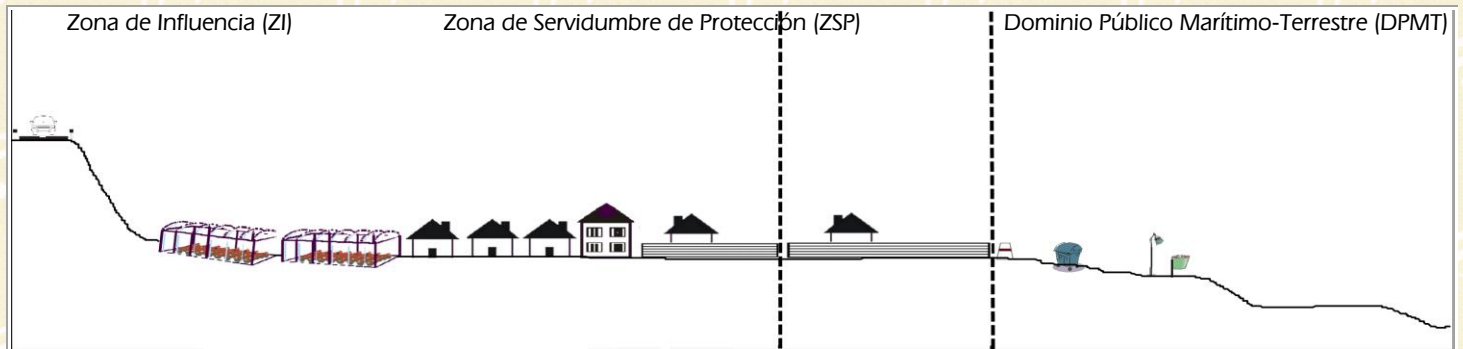 Zona de Influencia (ZI) Zona de Servidumbre de Protección (ZSP) Dominio Público Marítimo-Terrestre (DPMT)